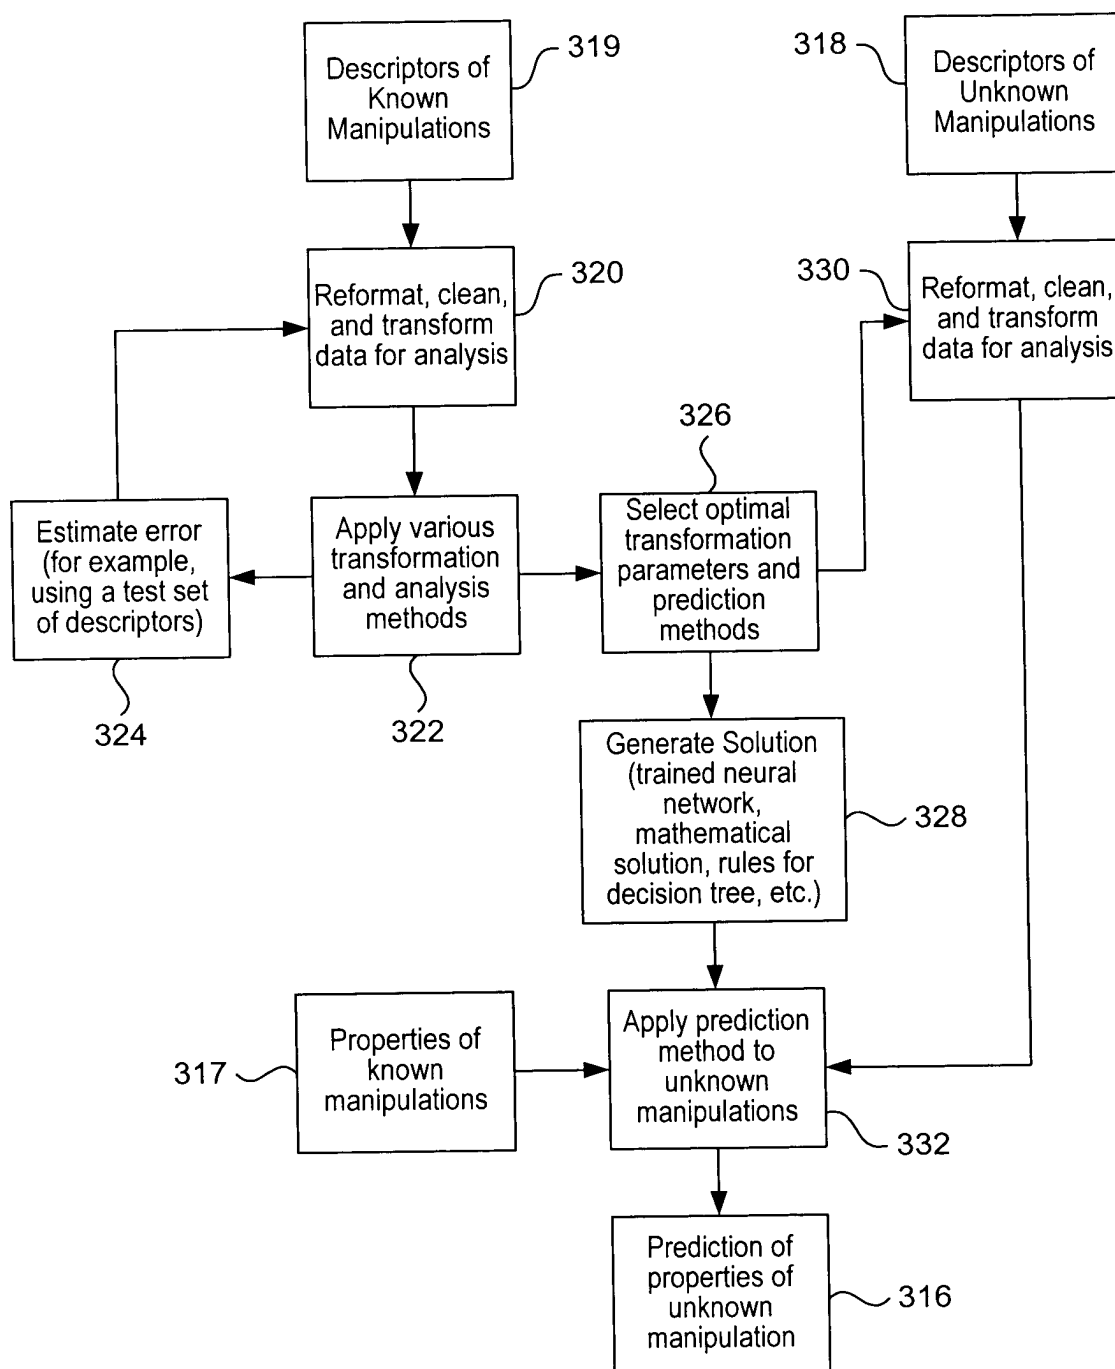 319
Descriptors of
Known
Manipulations
318
Descriptors of
Unknown
Manipulations
320
Reformat, clean,
and transform
data for analysis
330
Reformat, clean,
and transform
data for analysis
326
Estimate error
(for example,
using a test set
of descriptors)
324
Apply various
transformation
and analysis
methods
322
Select optimal
transformation
parameters and
prediction
methods
Generate Solution
(trained neural
network,
mathematical
solution, rules for
decision tree, etc.)
328
317
Properties of
known
manipulations
Apply prediction
method to
unknown
manipulations
332
Prediction of
properties of
unknown
manipulation
316